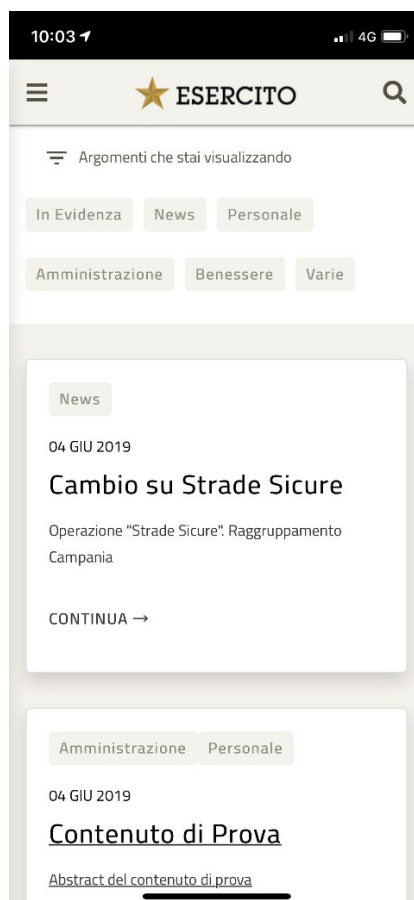 10:03
4G
ESERCITO
Argomenti che stai visualizzando
In Evidenza News Personale
Amministrazione Benessere Varie
News
04 GIU 2019
Cambio su Strade Sicure
Operazione "Strade Sicure". Raggruppamento
Campania
CONTINUA →
Amministrazione Personale
04 GIU 2019
Contenuto di Prova
Abstract del contenuto di prova